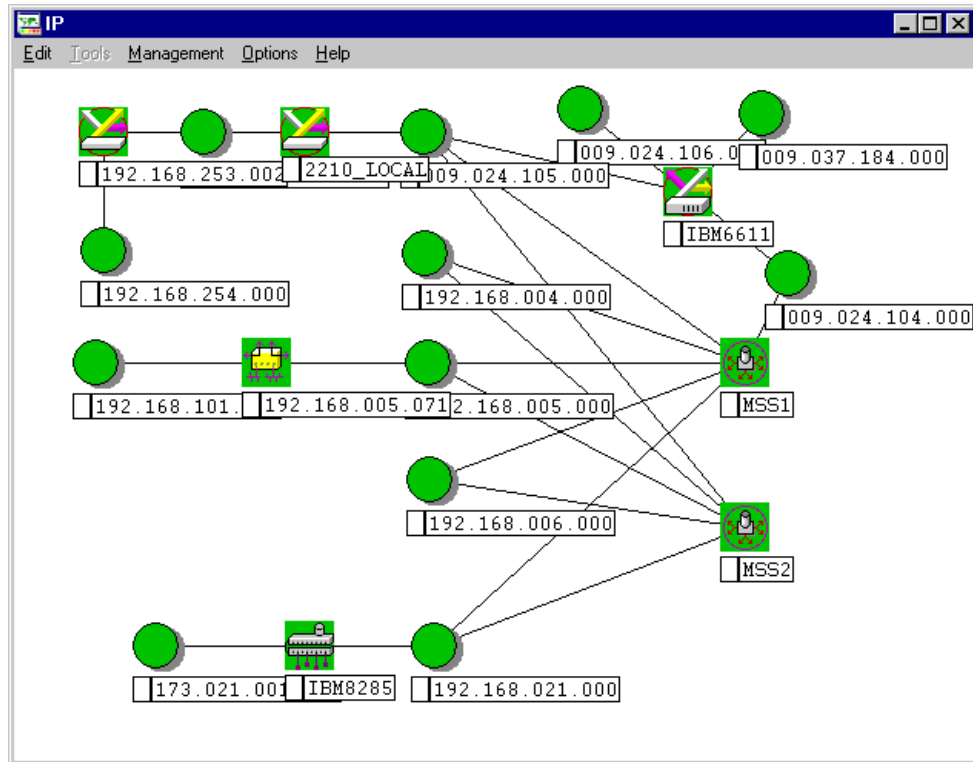 IP
Edit Tools Management Options Help
192.168.253.002
2210_LOCAL
009.024.105.000
009.024.106.0
009.037.184.000
IBM6611
192.168.254.000
192.168.004.000
009.024.104.000
192.168.101.
192.168.005.071
2.168.005.000
MSS1
192.168.006.000
MSS2
173.021.001
IBM8285
192.168.021.000